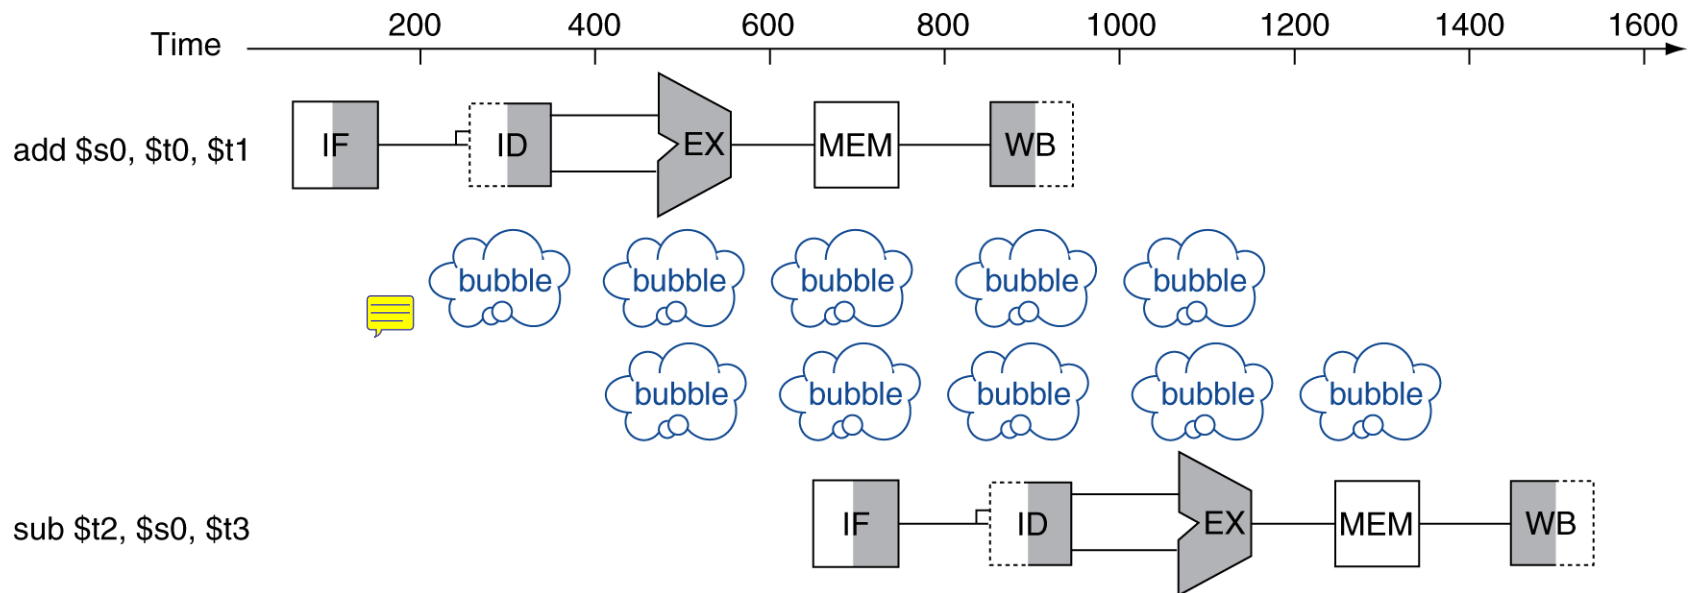 200 400 600 800 1000 1200 1400 1600
Time
add $s0, $t0, $t1 IF ID EX MEM WB
bubble bubble bubble bubble bubble
bubble bubble bubble bubble bubble
sub $t2, $s0, $t3 IF ID EX MEM WB